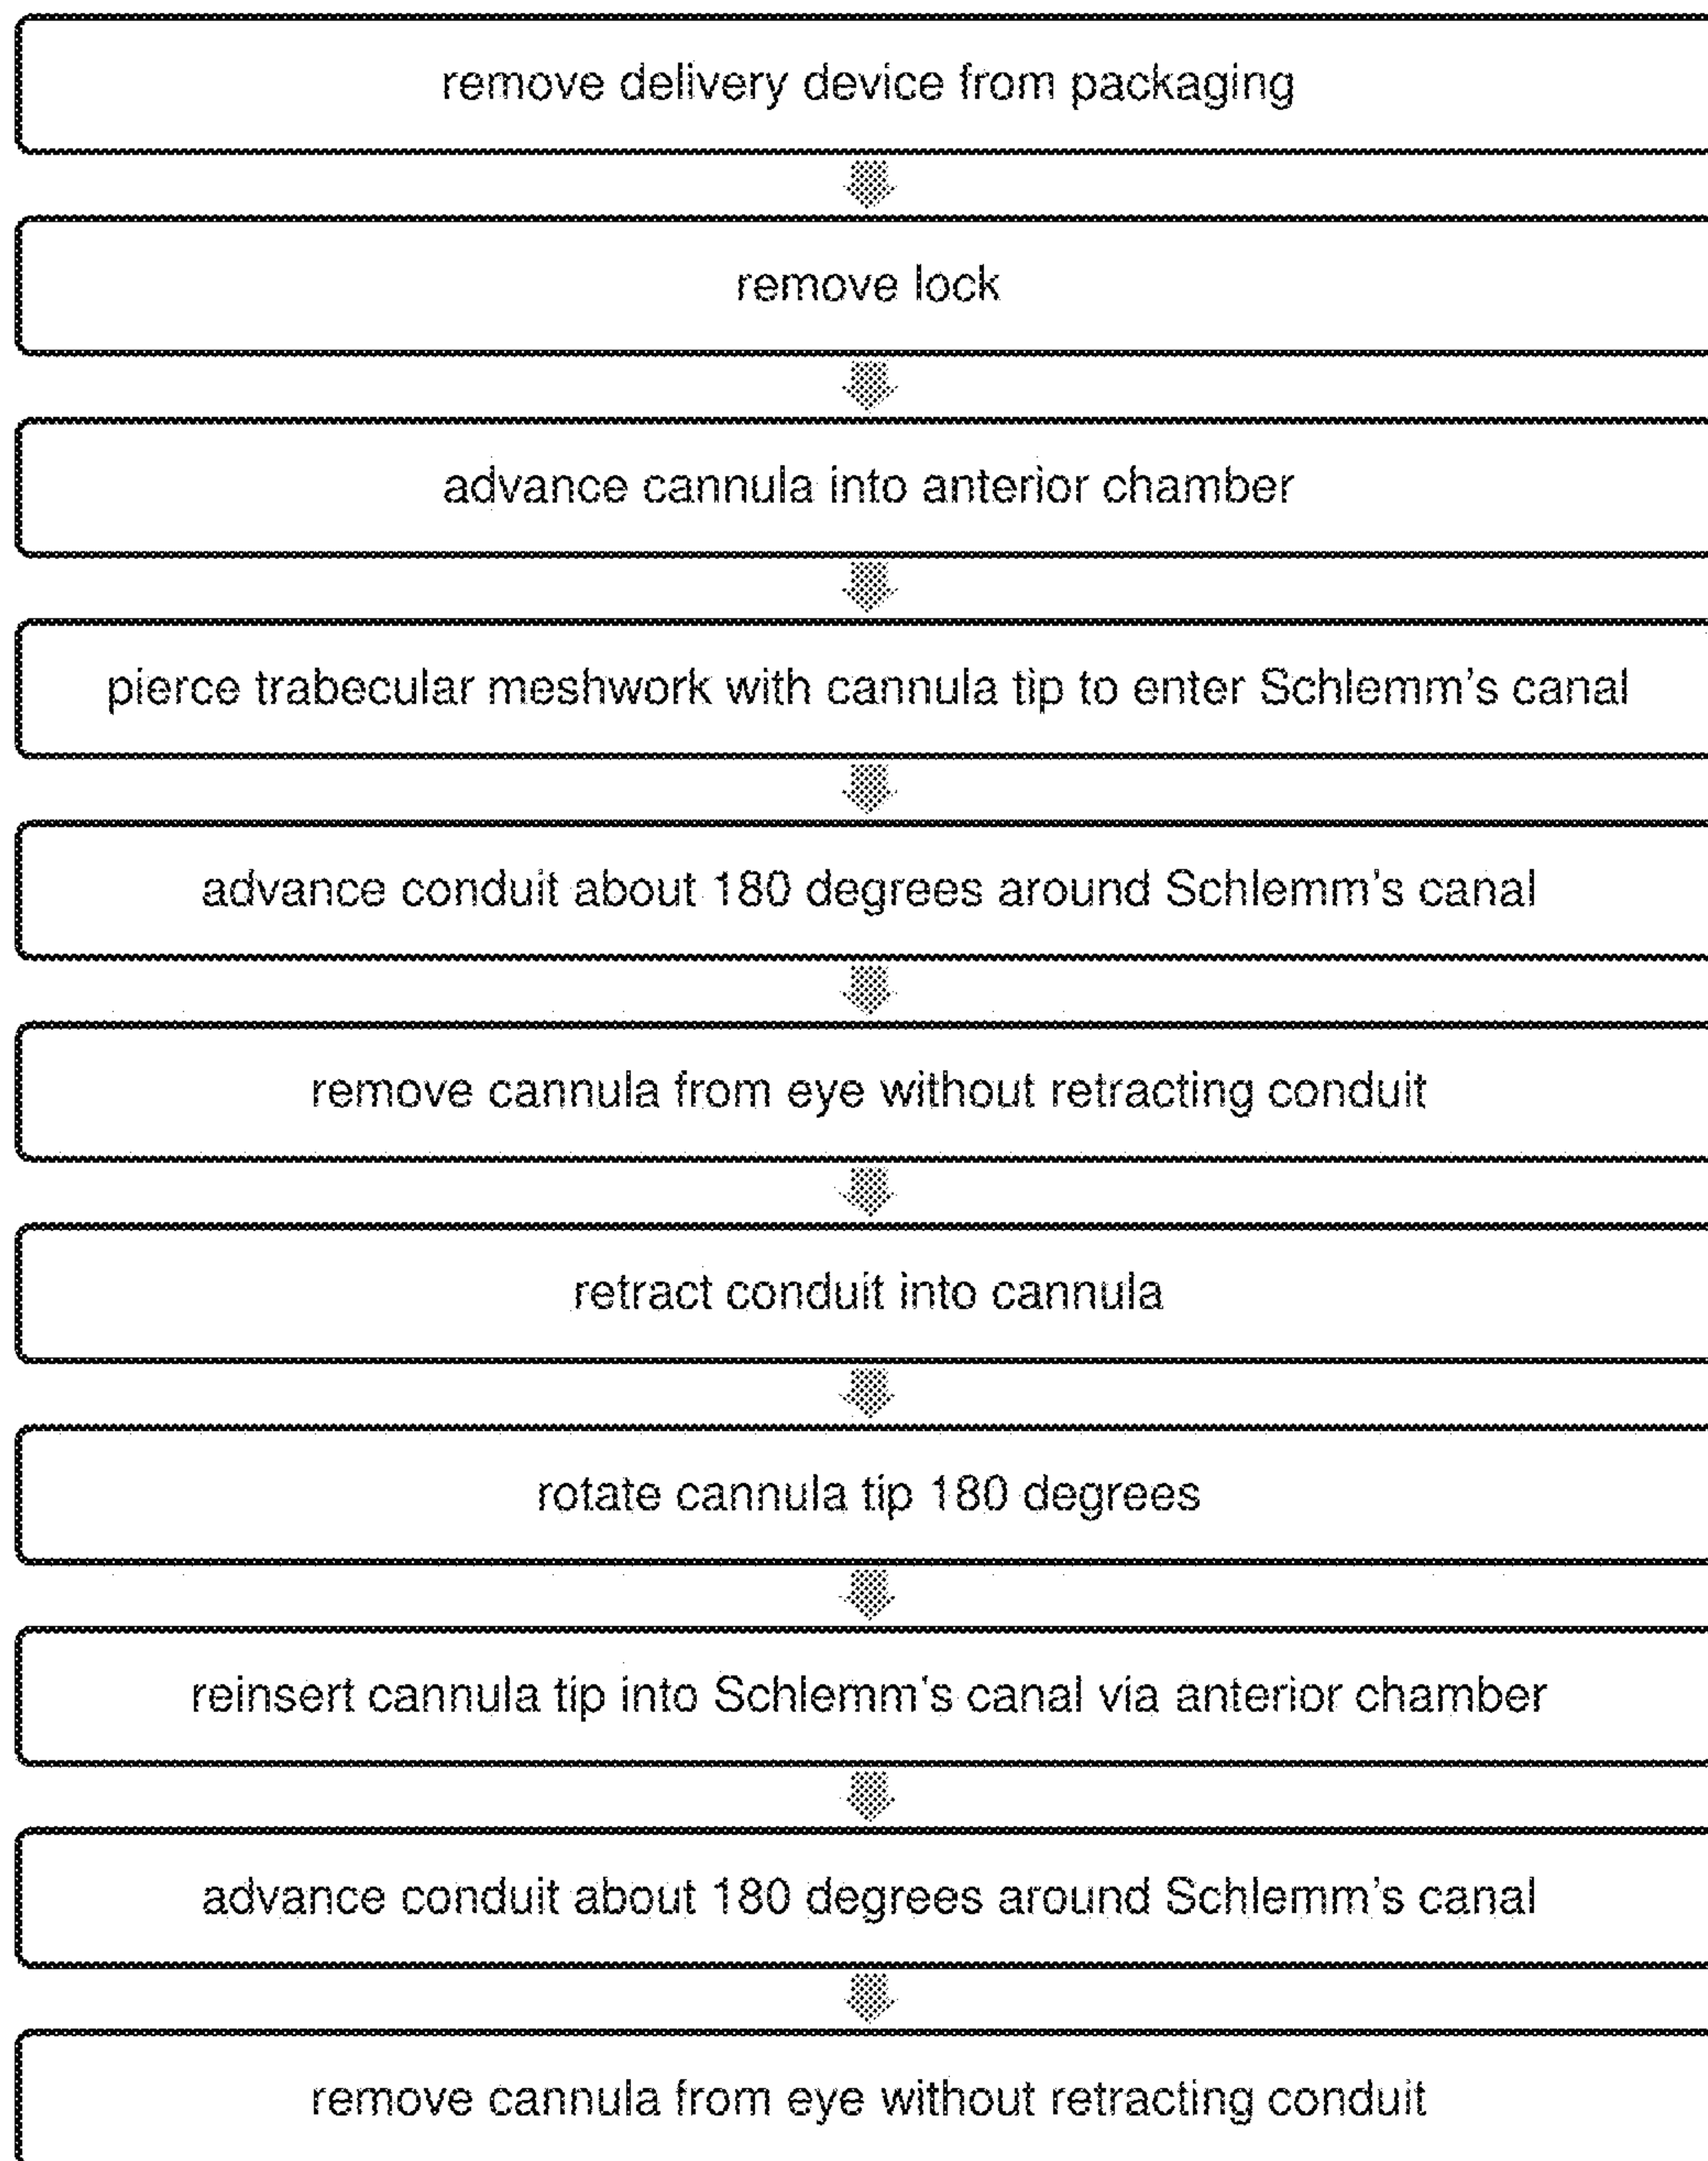 remove delivery device from packaging
remove lock
advance cannula into anterior chamber
pierce trabecular meshwork with cannula tip to enter Schlemm's canal
advance conduit about 180 degrees around Schlemm's canal
remove cannula from eye without retracting conduit
retract conduit into cannula
rotate cannula tip 180 degrees
reinsert cannula tip into Schlemm's canal via anterior chamber
advance conduit about 180 degrees around Schlemm's canal
remove cannula from eye without retracting conduit